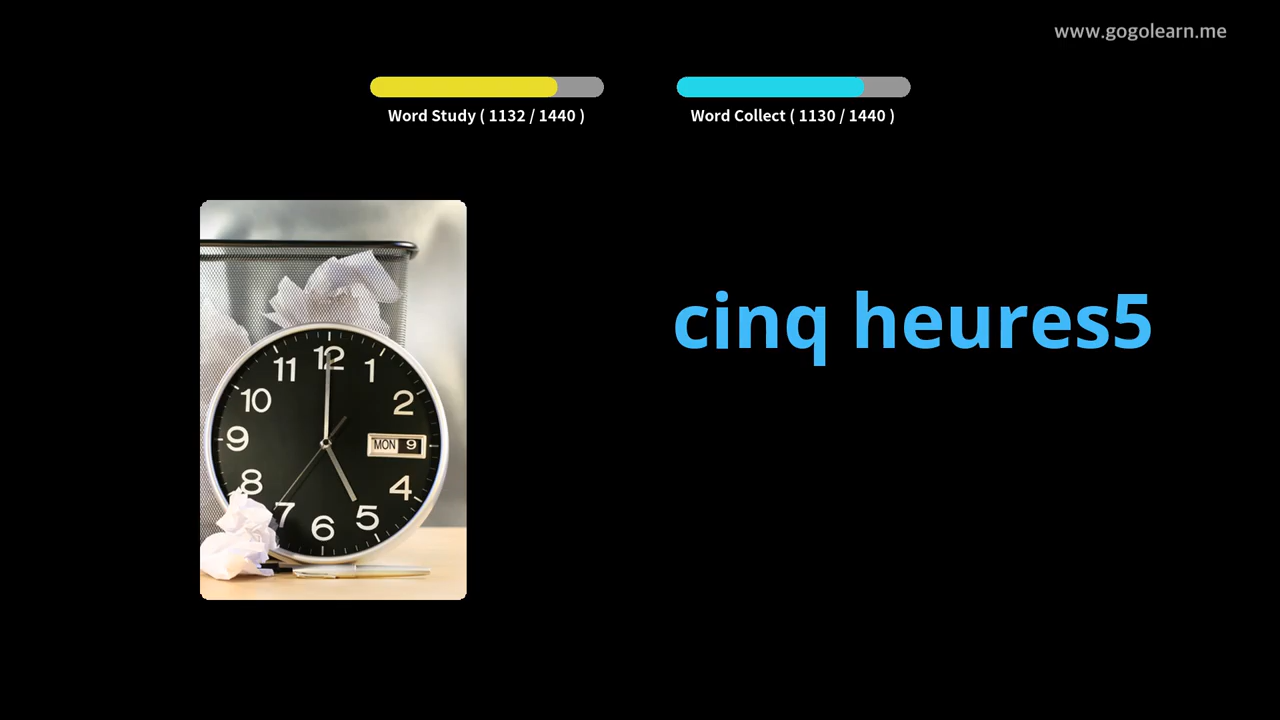 www.gogolearn.me
Word Study ( 1132 / 1440 )
Word Collect ( 1130 / 1440 )
cinq heures5
12
11
1
10
2
9
MON 9
8
4
7
5
6